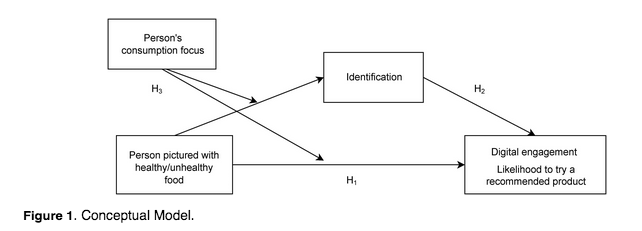 Person's
consumption focus
H3
Identification
H2
Person pictured with
healthy/unhealthy
food
H1
Digital engagement
Likelihood to try a
recommended product
Figure 1. Conceptual Model.